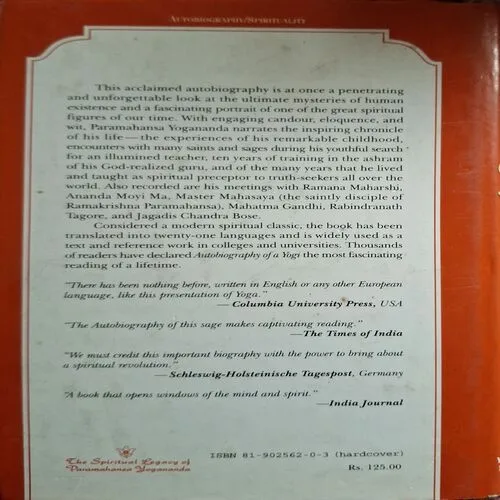 AUTOBIOGRAPHY/SPIRITUALITY
This acclaimed autobiography is at once a penetrating
and unforgettable look at the ultimate mysteries of human
existence and a fascinating portrait of one of the great spiritual
figures of our time. With engaging candour, eloquence, and
wit, Paramahansa Yogananda narrates the inspiring chronicle
of his life — the experiences of his remarkable childhood,
encounters with many saints and sages during his youthful search
for an illumined teacher, ten years of training in the ashram
of his God-realized guru, and of the many years that he lived
and taught as spiritual preceptor to truth-seekers all over the
world. Also recorded are his meetings with Ramana Maharshi,
Ananda Moyi Ma, Master Mahasaya (the saintly disciple of
Ramakrishna Paramahansa), Mahatma Gandhi, Rabindranath
Tagore, and Jagadis Chandra Bose.
Considered a modern spiritual classic, the book has been
translated into twenty-one languages and is widely used as a
text and reference work in colleges and universities. Thousands
of readers have declared Autobiography of a Yogi the most fascinating
reading of a lifetime.
"There has been nothing before, written in English or any other European
language, like this presentation of Yoga."
—Columbia University Press, USA
"The Autobiography of this sage makes captivating reading."
—The Times of India
"We must credit this important biography with the power to bring about
a spiritual revolution."
—Schleswig-Holsteinische Tagespost, Germany
"A book that opens windows of the mind and spirit."
—India Journal
The Spiritual Legacy of
Paramahansa Yogananda
ISBN 81-902562-0-3 (hardcover)
Rs. 125.00